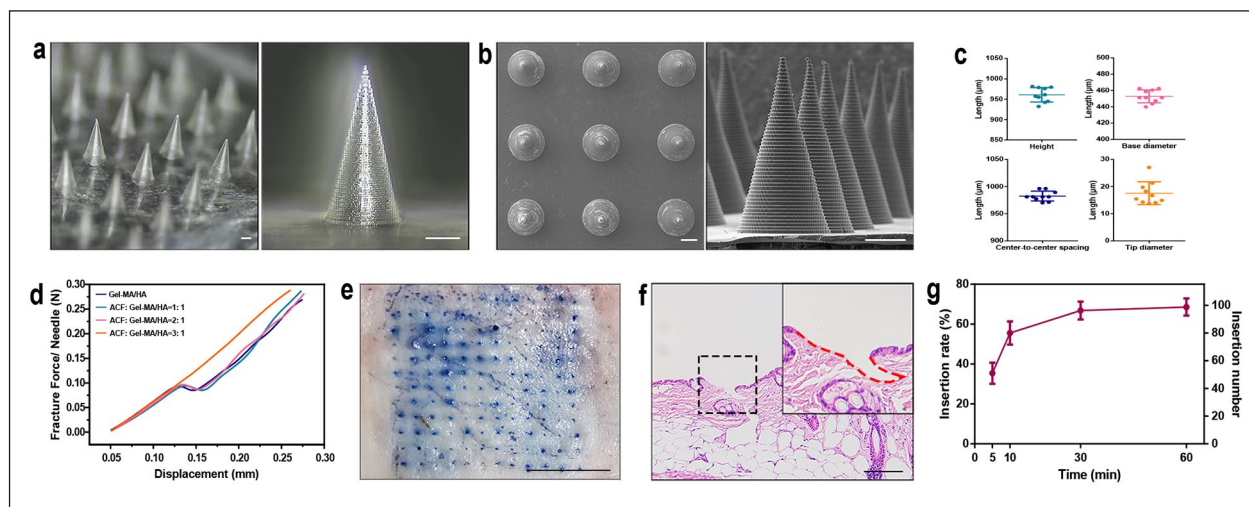 a
b
c
1050
1000
950
900
850
Length (µm)
Height
500
480
460
440
420
400
Length (µm)
Base diameter
1050
1000
950
900
Length (µm)
Center-to-center spacing
30
20
10
0
Length (µm)
Tip diameter
d
0.30
0.25
0.20
0.15
0.10
0.05
0.00
Fracture Force/ Needle (N)
Gel-MA/HA
ACF: Gel-MA/HA=1: 1
ACF: Gel-MA/HA=2: 1
ACF: Gel-MA/HA=3: 1
0.05 0.10 0.15 0.20 0.25 0.30
Displacement (mm)
e
f
g
80
60
40
20
0
Insertion rate (%)
100
80
60
40
20
0
Insertion number
0 5 10 30 60
Time (min)